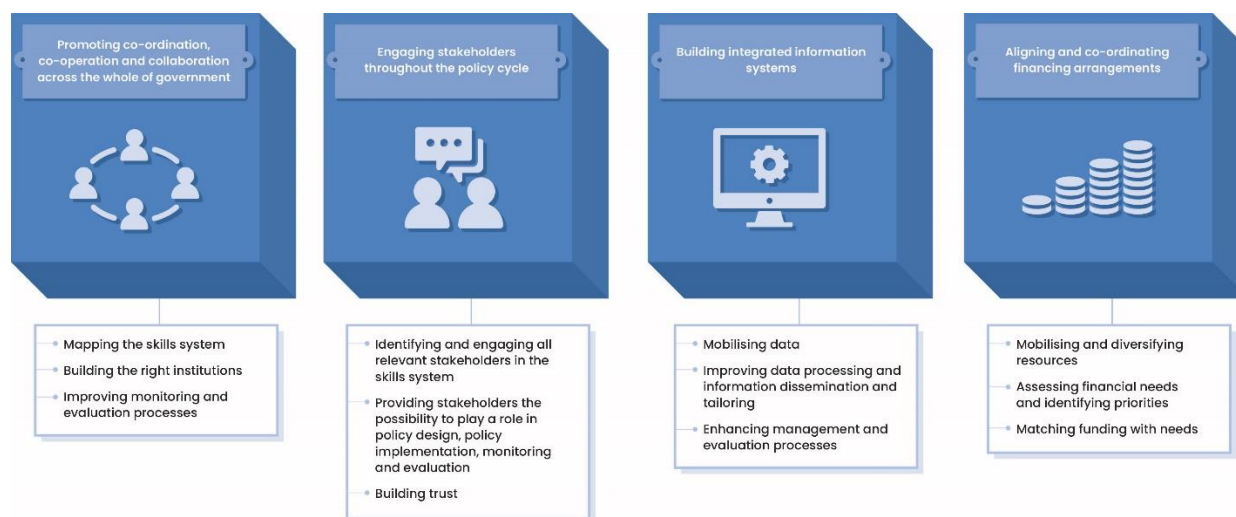 Promoting co-ordination,
co-operation and collaboration
across the whole of government
Mapping the skills system
Building the right institutions
Improving monitoring and
evaluation processes
Engaging stakeholders
throughout the policy cycle
Identifying and engaging all
relevant stakeholders in the
skills system
Providing stakeholders the
possibility to play a role in
policy design, policy
implementation, monitoring
and evaluation
Building trust
Building integrated information
systems
Mobilising data
Improving data processing and
information dissemination and
tailoring
Enhancing management and
evaluation processes
Aligning and co-ordinating
financing arrangements
Mobilising and diversifying
resources
Assessing financial needs
and identifying priorities
Matching funding with needs